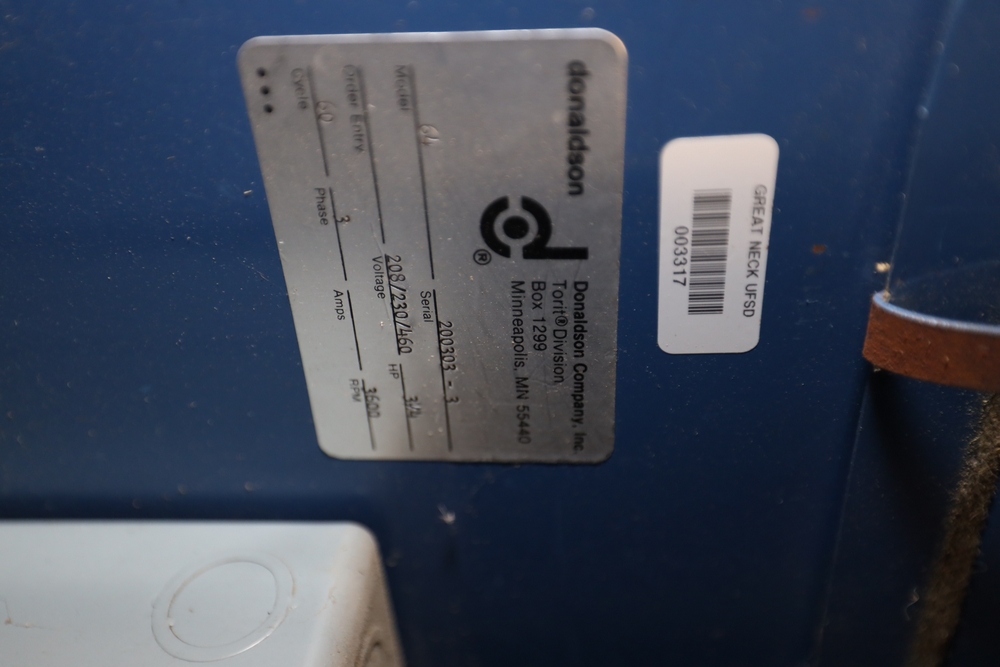 donaldson
®
Donaldson Company, Inc.
Torit® Division
Box 1299
Minneapolis, MN 55440
Model 64 Serial 200303 - 3
Order Entry 208/230/460 Voltage HP 3/4
Cycle 60 Phase 3 Amps 3600 RPM
GREAT NECK UFSD
003317